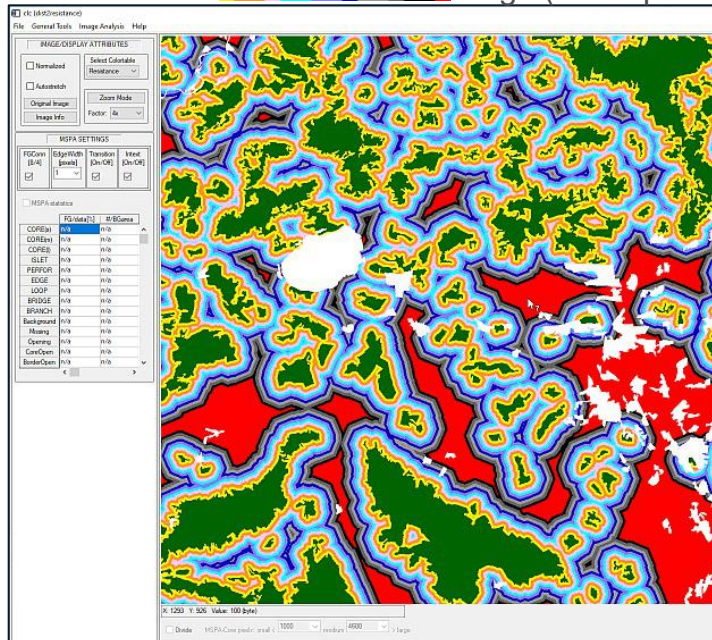 clc (dist2resistance)
File General Tools Image Analysis Help
IMAGE/DISPLAY ATTRIBUTES
Normalized
Autostretch
Original Image
Image Info
Select Colortable
Resistance
Zoom Mode
Factor: 4x
MSPA SETTINGS
FGConn [8/4]
EdgeWidth [pixels]
1
Transition [On/Off]
Intext [On/Off]
MSPA statistics
FG/data[%] #/BGarea
CORE(s) n/a n/a
CORE(m) n/a n/a
CORE(l) n/a n/a
ISLET n/a n/a
PERFOR n/a n/a
EDGE n/a n/a
LOOP n/a n/a
BRIDGE n/a n/a
BRANCH n/a n/a
Background n/a n/a
Missing n/a n/a
Opening n/a n/a
CoreOpen n/a n/a
BorderOpen n/a n/a
X: 1293 Y: 926 Value: 100 (byte)
Divide MSPA-Core pixels: small < 1000 medium 4600 > large